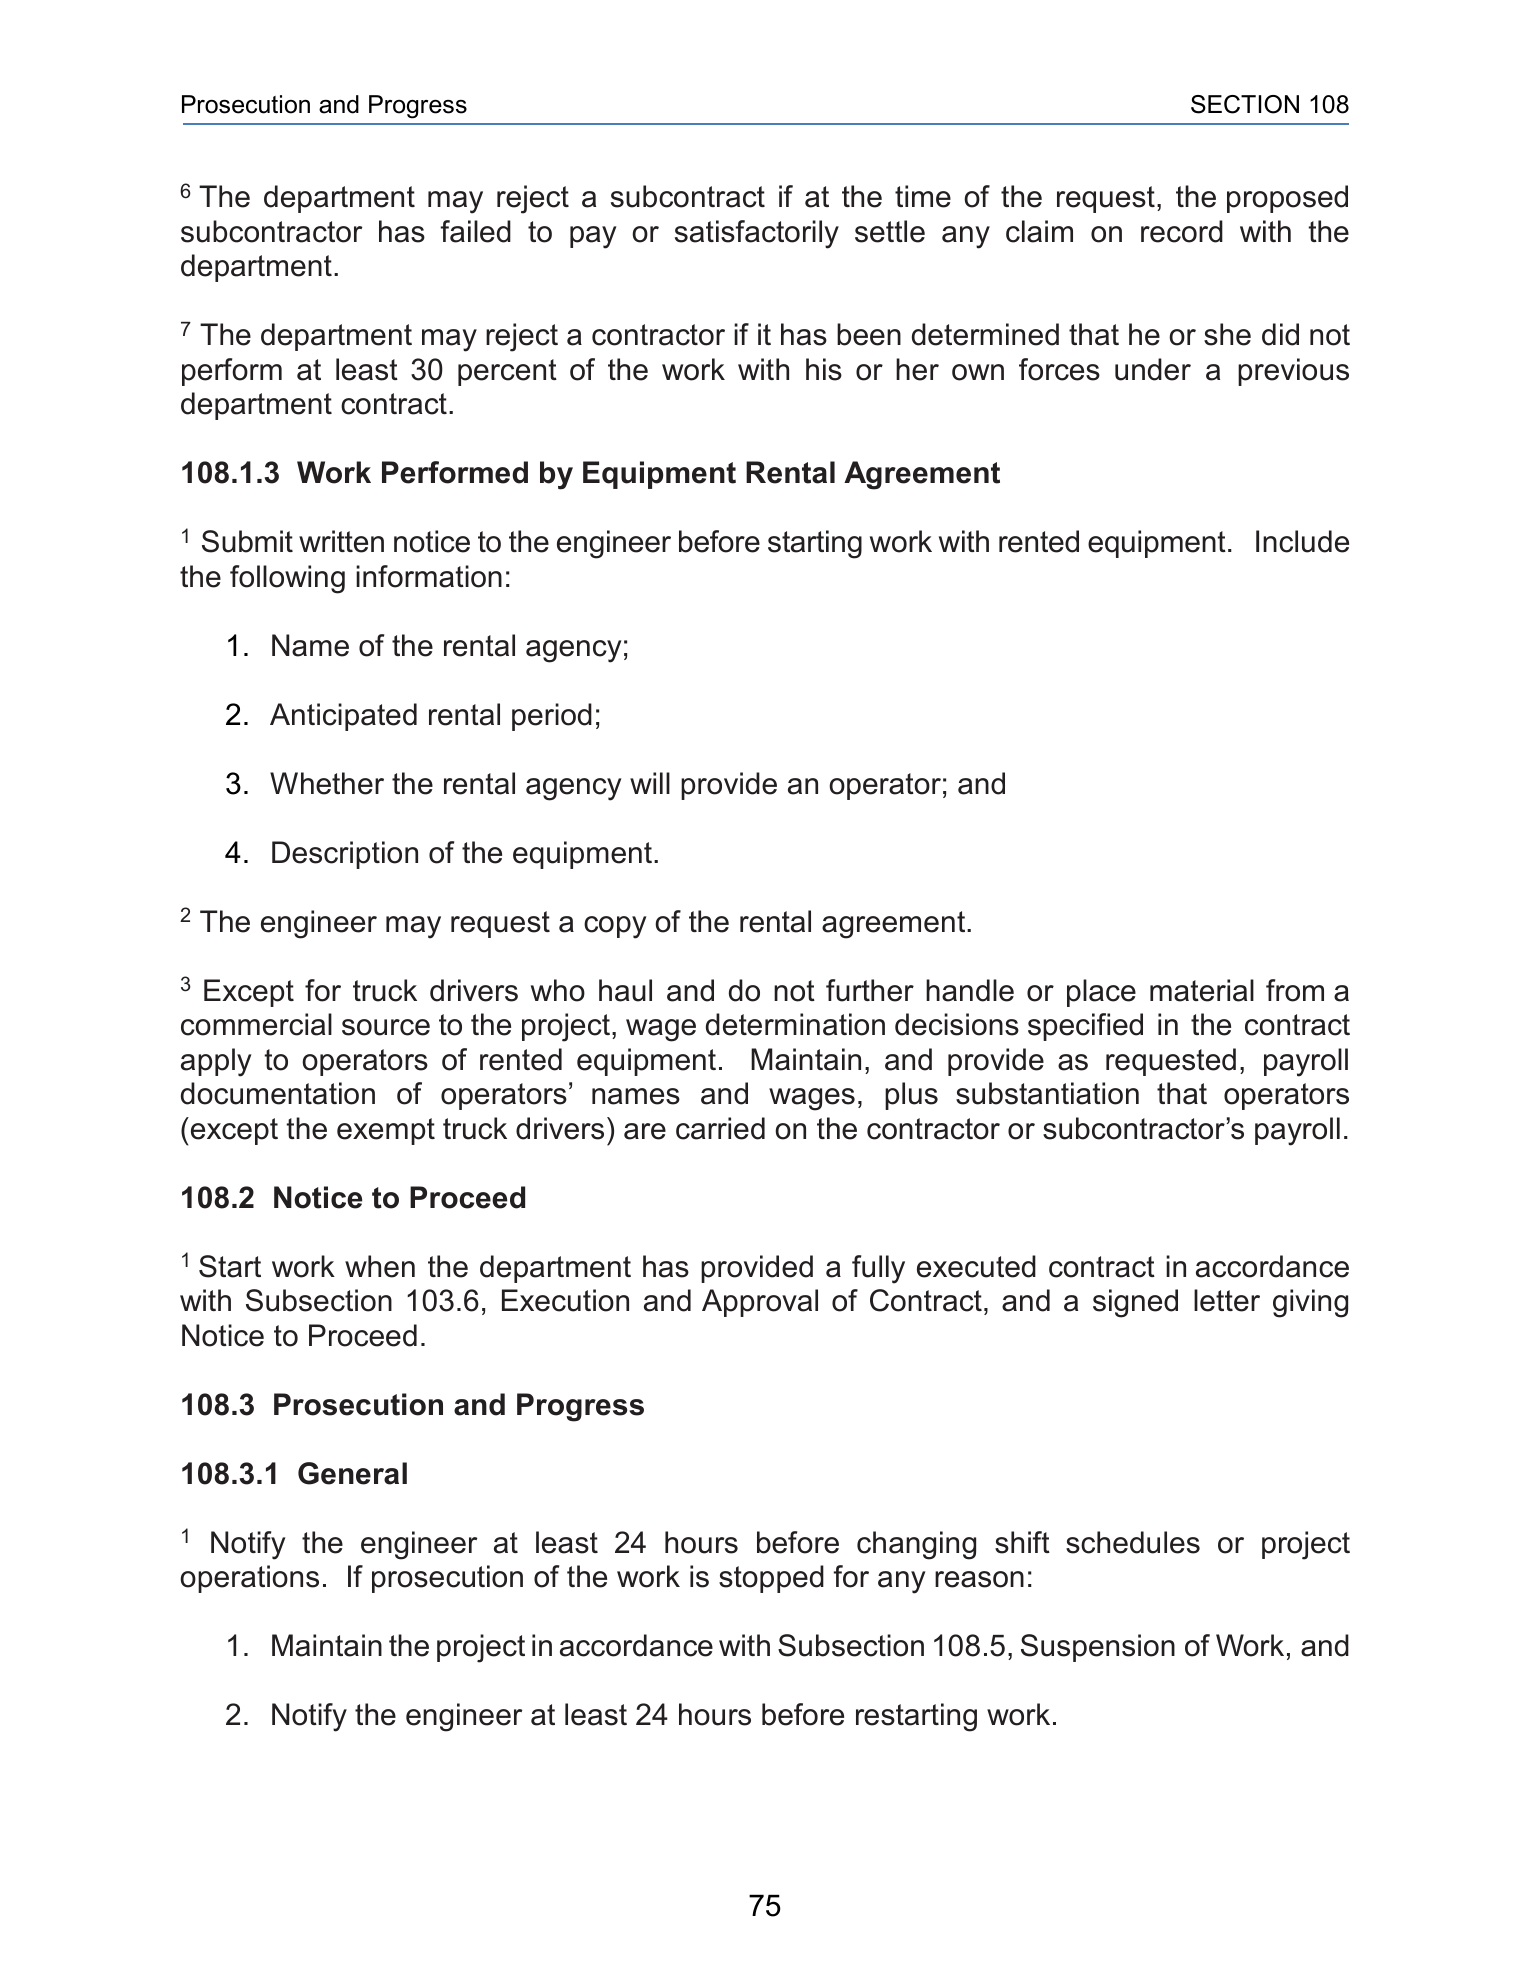 Prosecution and Progress SECTION 108
6 The department may reject a subcontract if at the time of the request, the proposed
subcontractor has failed to pay or satisfactorily settle any claim on record with the
department.
7 The department may reject a contractor if it has been determined that he or she did not
perform at least 30 percent of the work with his or her own forces under a previous
department contract.
108.1.3 Work Performed by Equipment Rental Agreement
1 Submit written notice to the engineer before starting work with rented equipment. Include
the following information:
1. Name of the rental agency;
2. Anticipated rental period;
3. Whether the rental agency will provide an operator; and
4. Description of the equipment.
2 The engineer may request a copy of the rental agreement.
3 Except for truck drivers who haul and do not further handle or place material from a
commercial source to the project, wage determination decisions specified in the contract
apply to operators of rented equipment. Maintain, and provide as requested, payroll
documentation of operators’ names and wages, plus substantiation that operators
(except the exempt truck drivers) are carried on the contractor or subcontractor’s payroll.
108.2 Notice to Proceed
1 Start work when the department has provided a fully executed contract in accordance
with Subsection 103.6, Execution and Approval of Contract, and a signed letter giving
Notice to Proceed.
108.3 Prosecution and Progress
108.3.1 General
1 Notify the engineer at least 24 hours before changing shift schedules or project
operations. If prosecution of the work is stopped for any reason:
1. Maintain the project in accordance with Subsection 108.5, Suspension of Work, and
2. Notify the engineer at least 24 hours before restarting work.
75